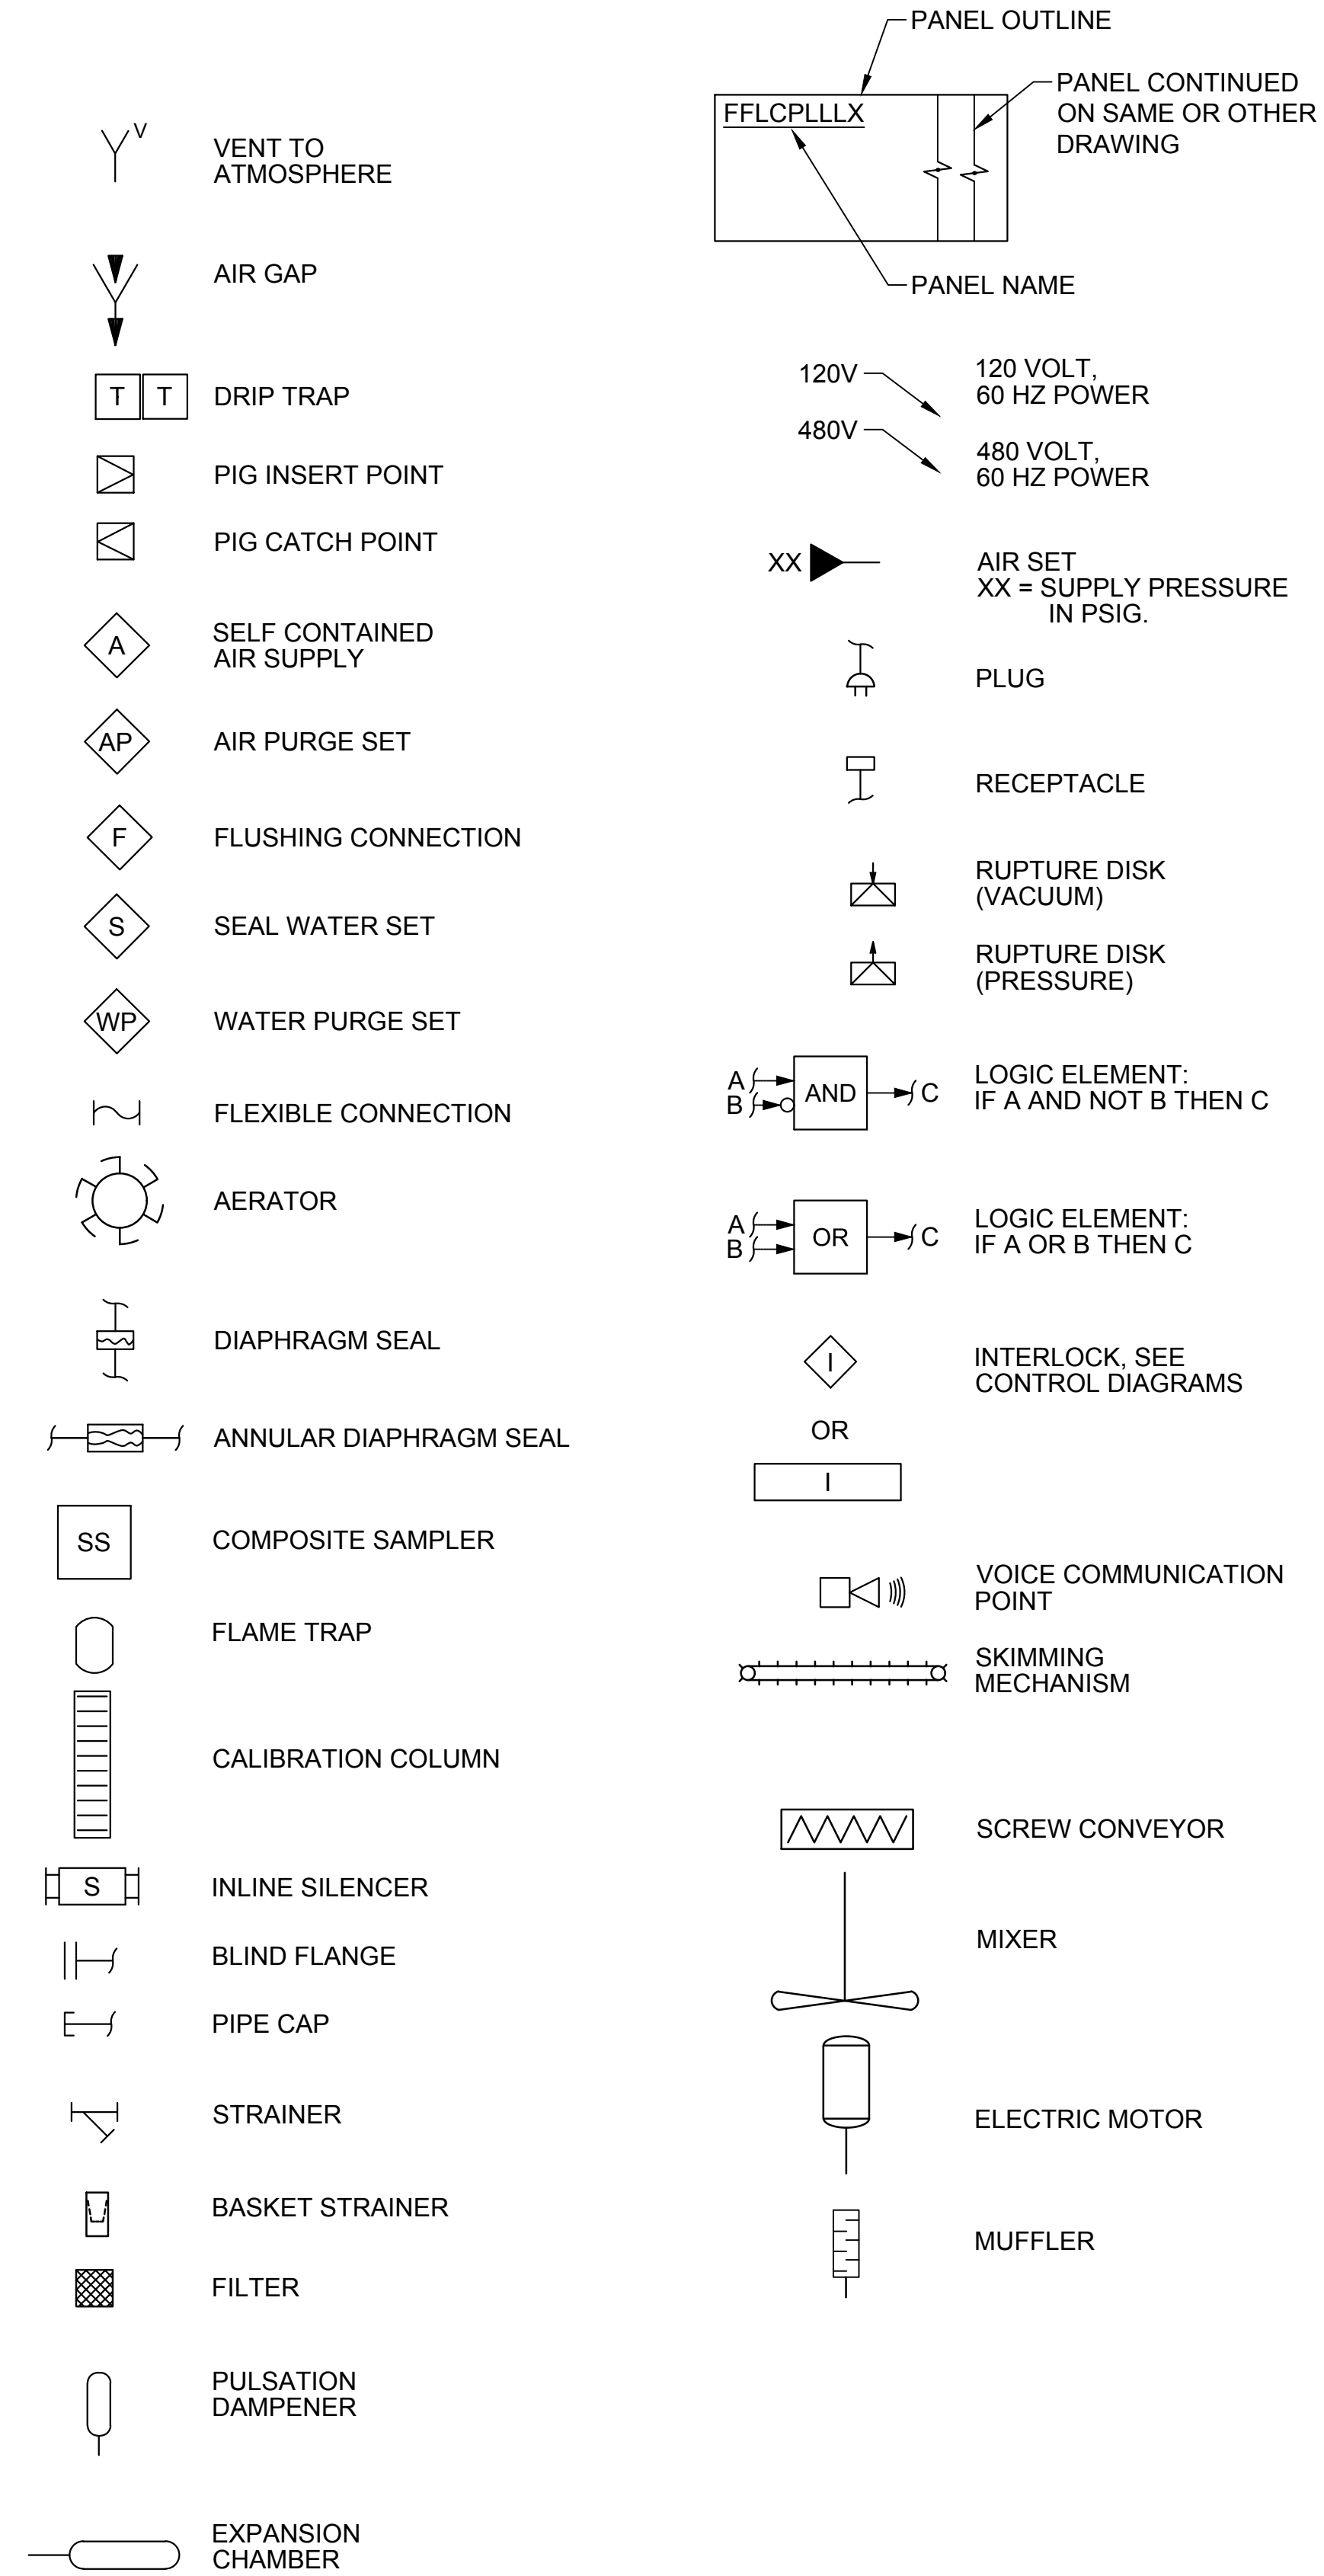 V
VENT TO
ATMOSPHERE
AIR GAP
T T
DRIP TRAP
PIG INSERT POINT
PIG CATCH POINT
A
SELF CONTAINED
AIR SUPPLY
AP
AIR PURGE SET
F
FLUSHING CONNECTION
S
SEAL WATER SET
WP
WATER PURGE SET
FLEXIBLE CONNECTION
AERATOR
DIAPHRAGM SEAL
ANNULAR DIAPHRAGM SEAL
SS
COMPOSITE SAMPLER
FLAME TRAP
CALIBRATION COLUMN
S
INLINE SILENCER
BLIND FLANGE
PIPE CAP
STRAINER
BASKET STRAINER
FILTER
PULSATION
DAMPENER
EXPANSION
CHAMBER
PANEL OUTLINE
PANEL CONTINUED
ON SAME OR OTHER
DRAWING
FFLCPLLLX
PANEL NAME
120V
120 VOLT,
60 HZ POWER
480V
480 VOLT,
60 HZ POWER
XX
AIR SET
XX = SUPPLY PRESSURE
IN PSIG.
PLUG
RECEPTACLE
RUPTURE DISK
(VACUUM)
RUPTURE DISK
(PRESSURE)
A
B
AND
C
LOGIC ELEMENT:
IF A AND NOT B THEN C
A
B
OR
C
LOGIC ELEMENT:
IF A OR B THEN C
I
INTERLOCK, SEE
CONTROL DIAGRAMS
OR
I
VOICE COMMUNICATION
POINT
SKIMMING
MECHANISM
SCREW CONVEYOR
MIXER
ELECTRIC MOTOR
MUFFLER